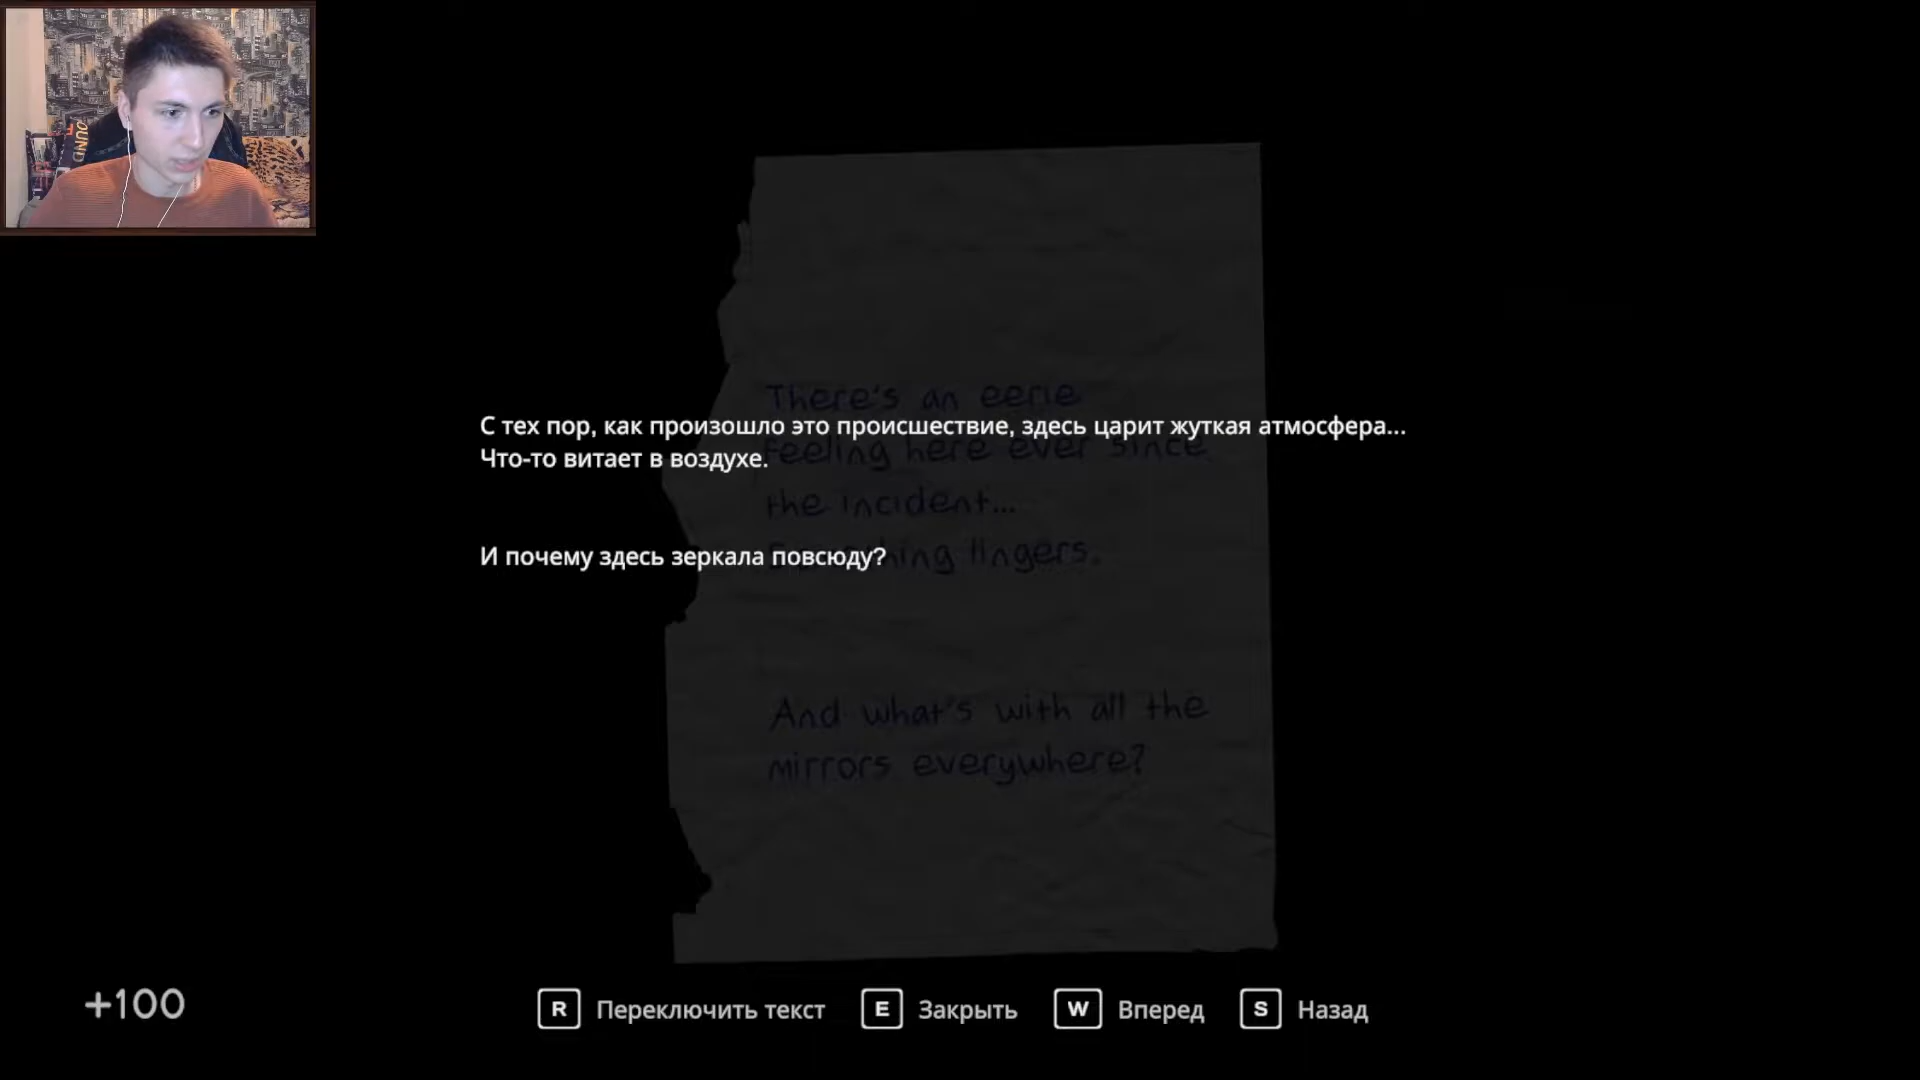 There's an eerie
С тех пор, как произошло это происшествие, здесь царит жуткая атмосфера...
feeling here ever since
Что-то витает в воздухе.
the incident...
И почему здесь зеркала повсюду?
lingers.
And what's with all the
mirrors everywhere?
+100
R Переключить текст E Закрыть W Вперед S Назад